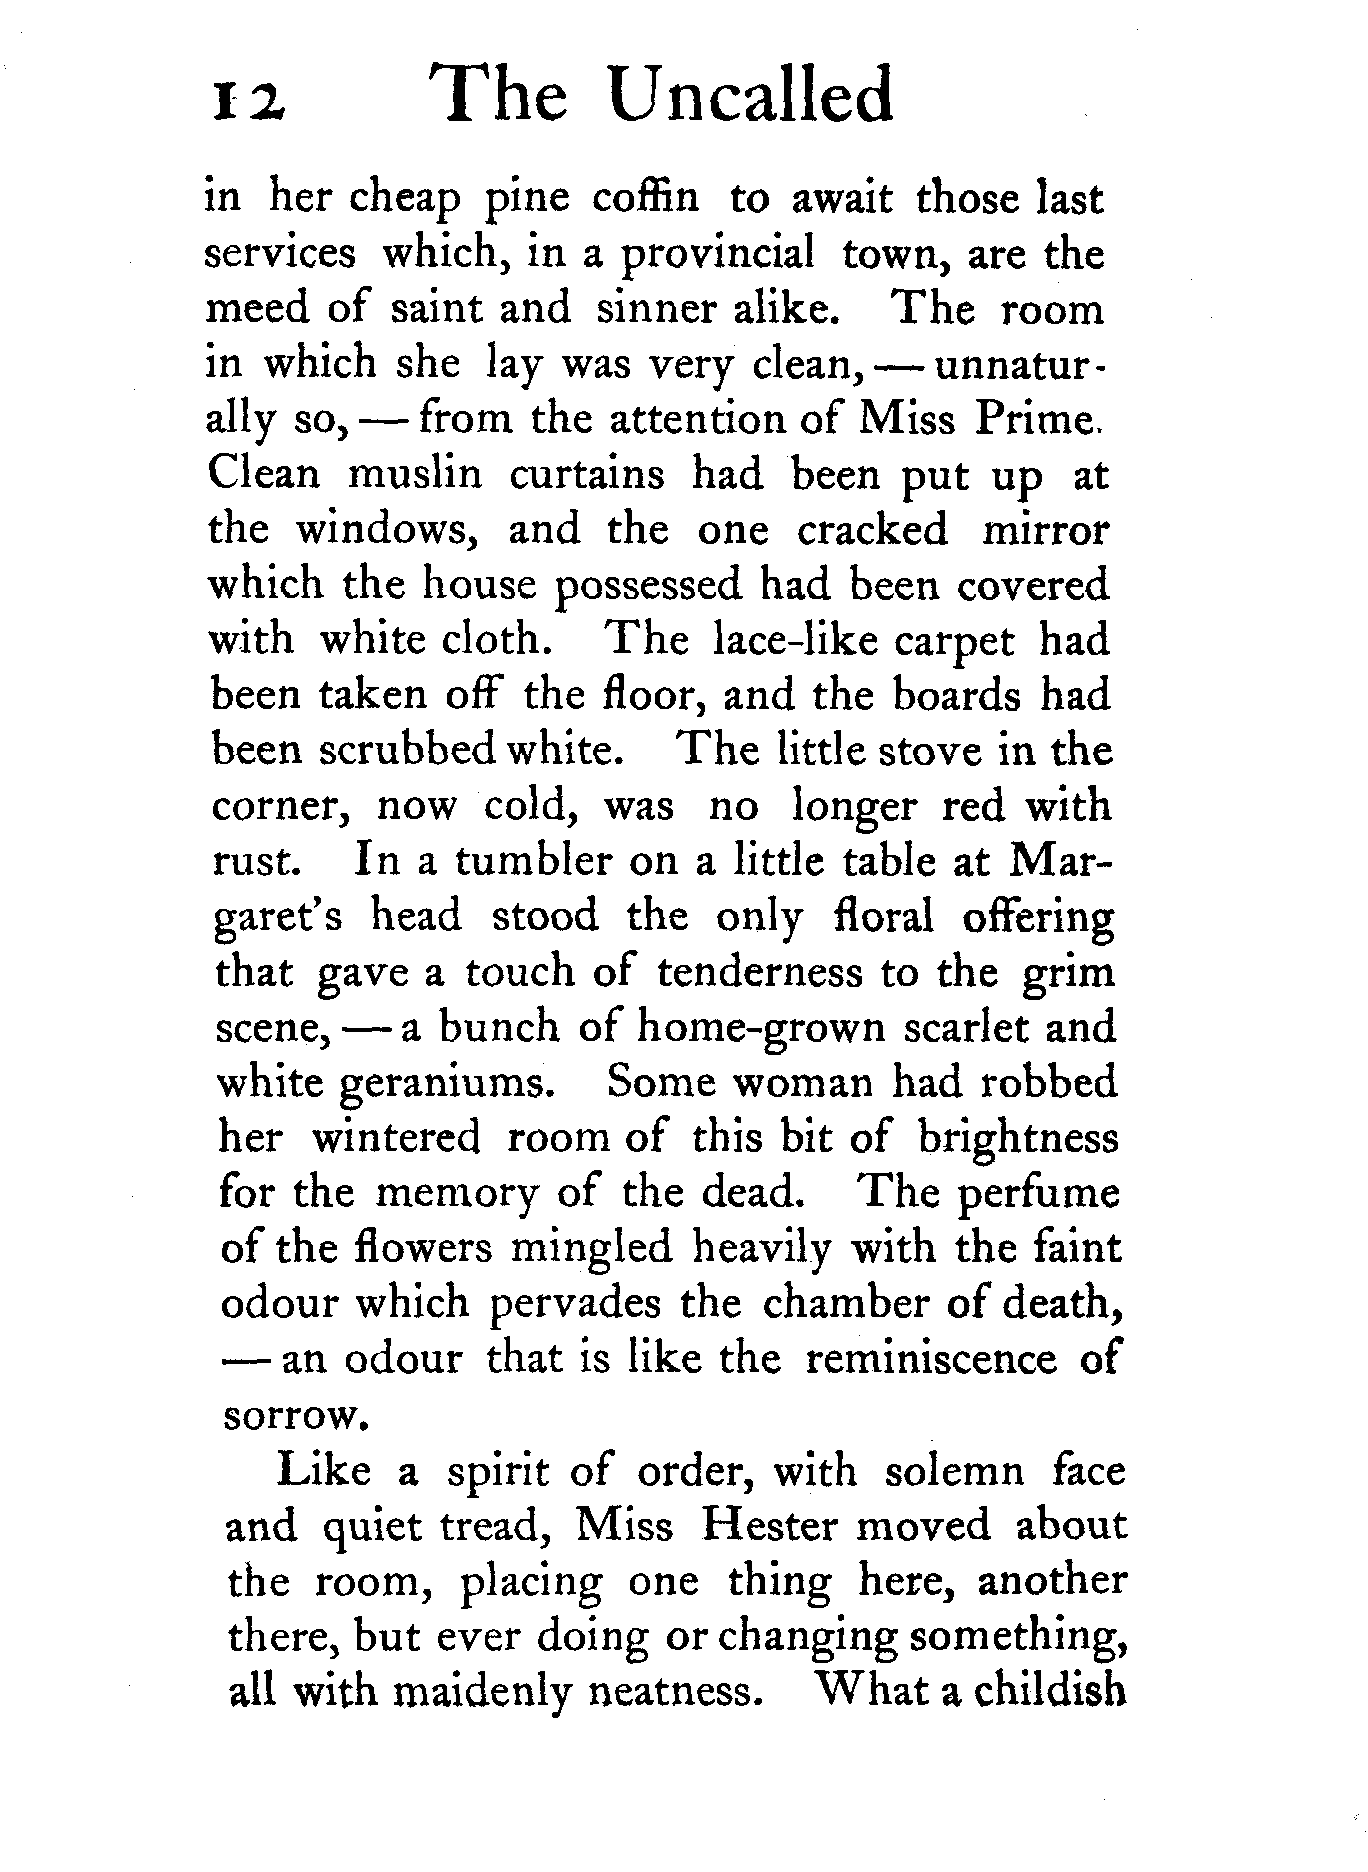 12 The Uncalled
in her cheap pine coffin to await those last
services which, in a provincial town, are the
meed of saint and sinner alike. The room
in which she lay was very clean, — unnatur-
ally so, — from the attention of Miss Prime.
Clean muslin curtains had been put up at
the windows, and the one cracked mirror
which the house possessed had been covered
with white cloth. The lace-like carpet had
been taken off the floor, and the boards had
been scrubbed white. The little stove in the
corner, now cold, was no longer red with
rust. In a tumbler on a little table at Mar-
garet's head stood the only floral offering
that gave a touch of tenderness to the grim
scene, — a bunch of home-grown scarlet and
white geraniums. Some woman had robbed
her wintered room of this bit of brightness
for the memory of the dead. The perfume
of the flowers mingled heavily with the faint
odour which pervades the chamber of death,
— an odour that is like the reminiscence of
sorrow.
Like a spirit of order, with solemn face
and quiet tread, Miss Hester moved about
the room, placing one thing here, another
there, but ever doing or changing something,
all with maidenly neatness. What a childish